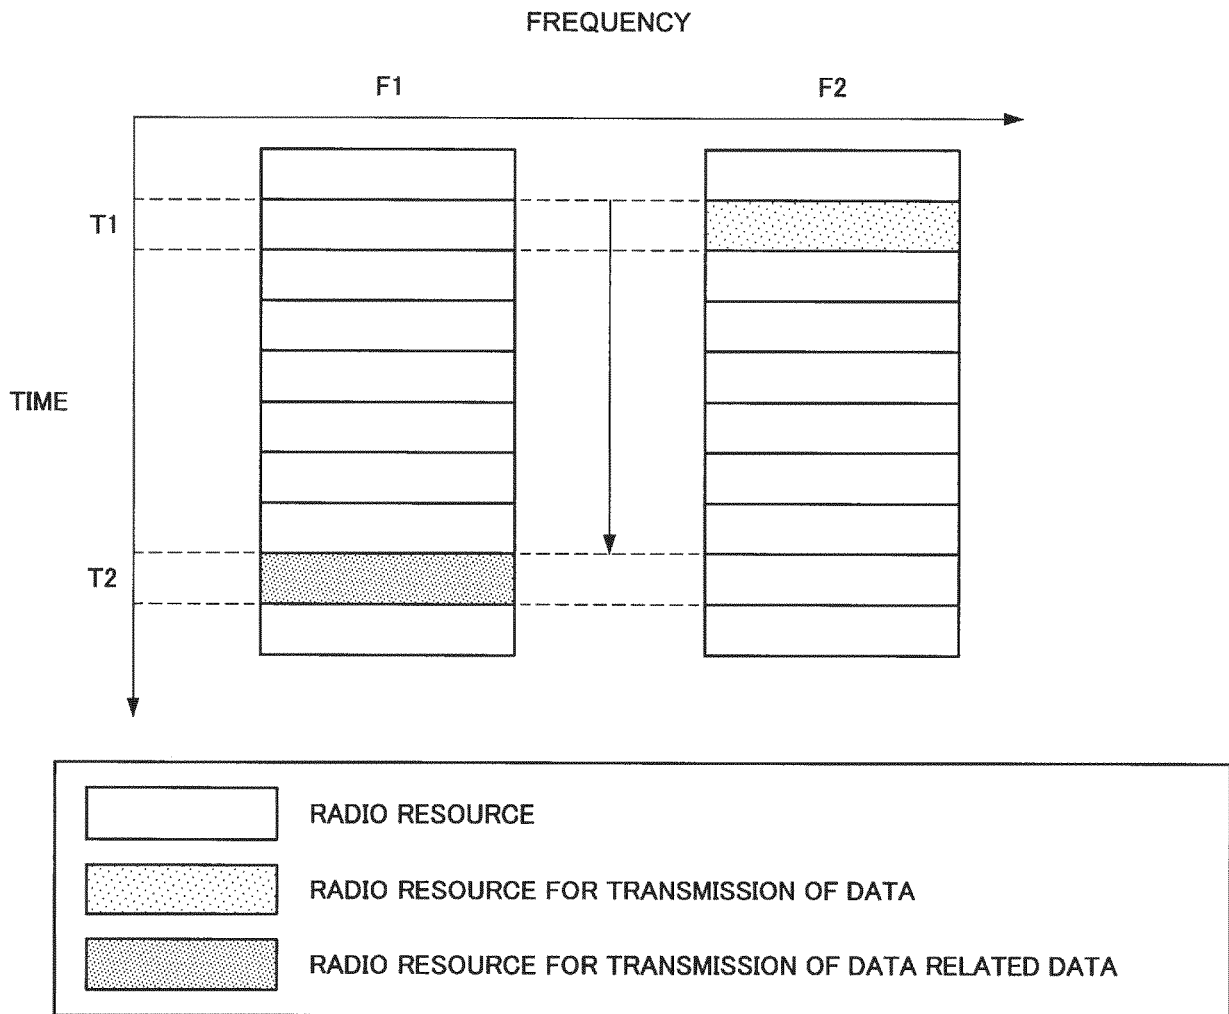 FREQUENCY
F1
F2
T1
TIME
T2
RADIO RESOURCE
RADIO RESOURCE FOR TRANSMISSION OF DATA
RADIO RESOURCE FOR TRANSMISSION OF DATA RELATED DATA